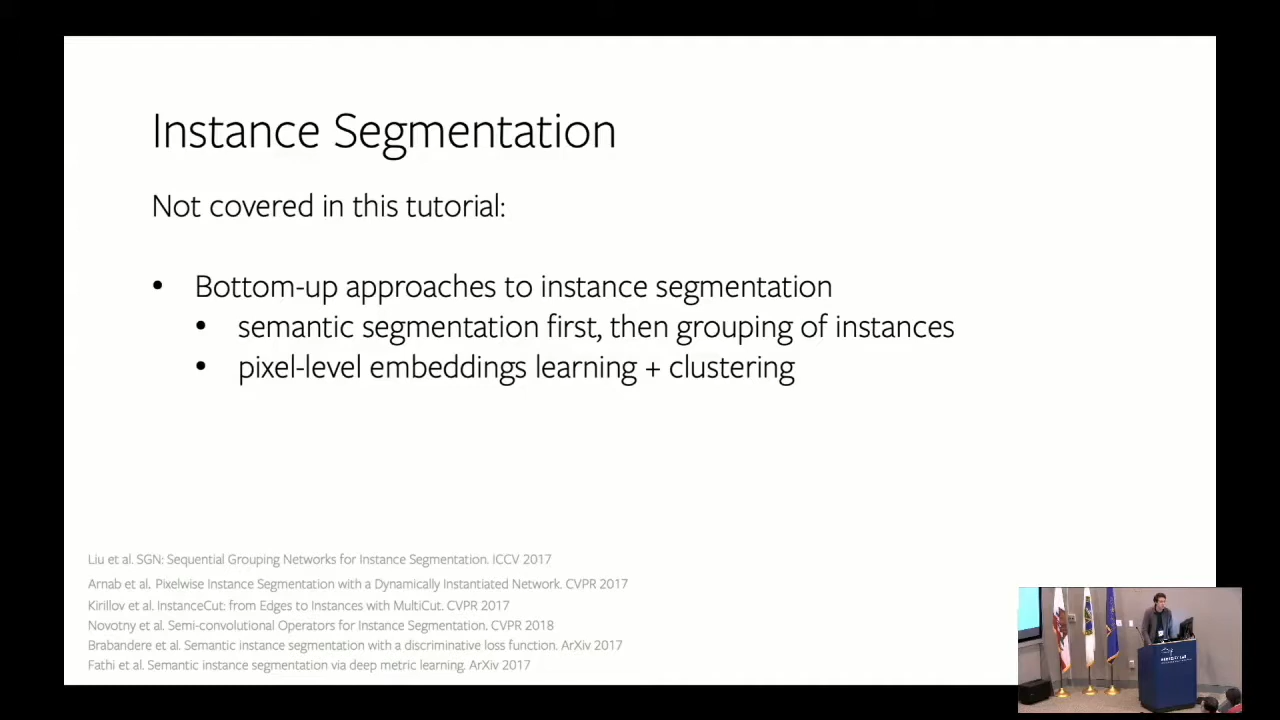 Instance Segmentation
Not covered in this tutorial:
• Bottom-up approaches to instance segmentation
• semantic segmentation first, then grouping of instances
• pixel-level embeddings learning + clustering
Liu et al. SGN: Sequential Grouping Networks for Instance Segmentation. ICCV 2017
Arnab et al. Pixelwise Instance Segmentation with a Dynamically Instantiated Network. CVPR 2017
Kirillov et al. InstanceCut: from Edges to Instances with MultiCut. CVPR 2017
Novotny et al. Semi-convolutional Operators for Instance Segmentation. CVPR 2018
Brabandere et al. Semantic instance segmentation with a discriminative loss function. ArXiv 2017
Fathi et al. Semantic instance segmentation via deep metric learning. ArXiv 2017